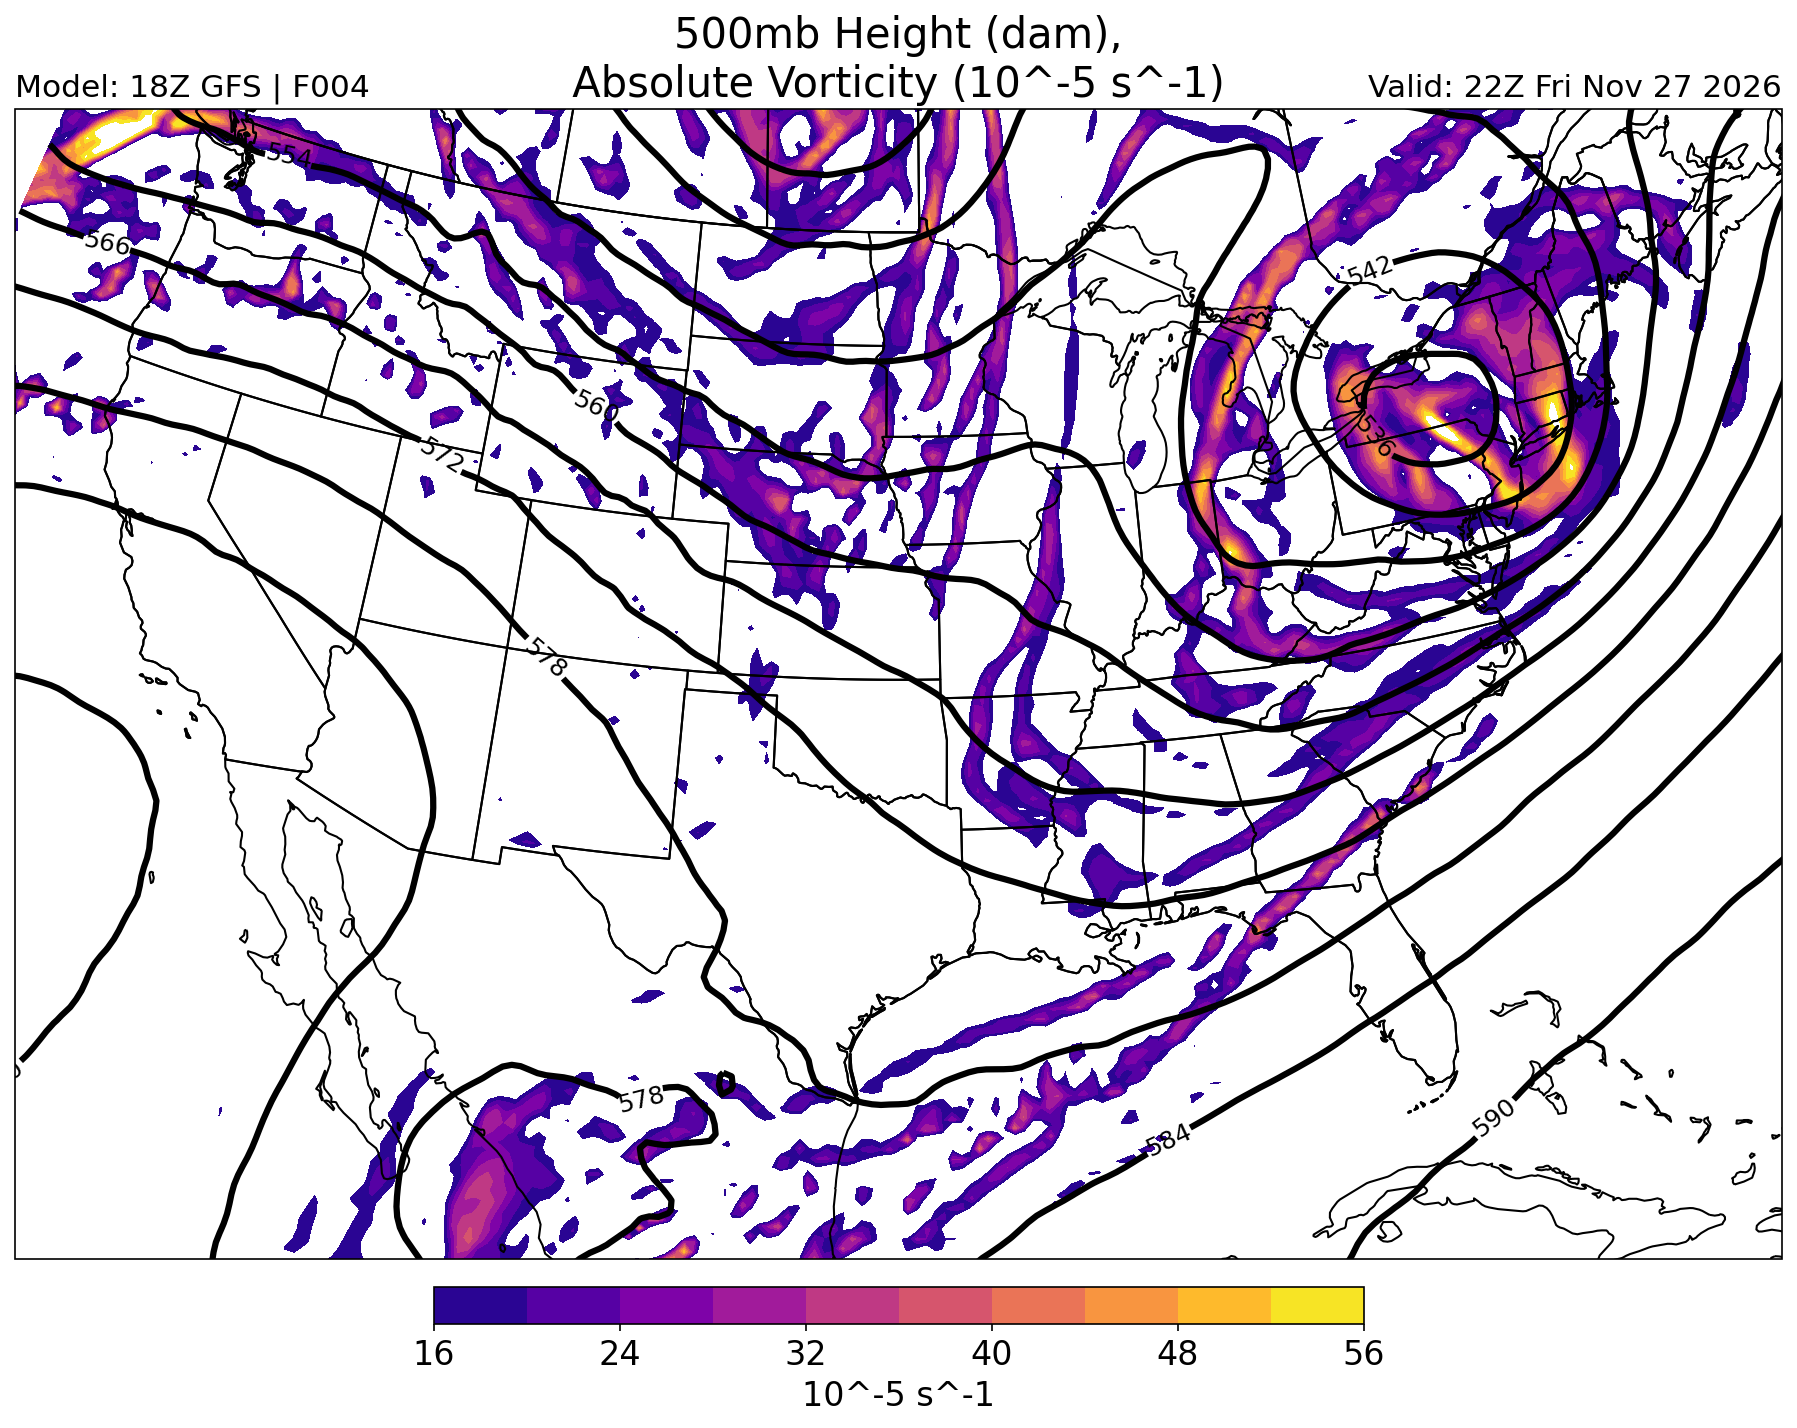 500mb Height (dam),
Absolute Vorticity (10^-5 s^-1)
Model: 18Z GFS | F004
Valid: 22Z Fri Nov 27 2026
554
566
542
560
536
572
578
578
584
590
16 24 32 40 48 56
10^-5 s^-1